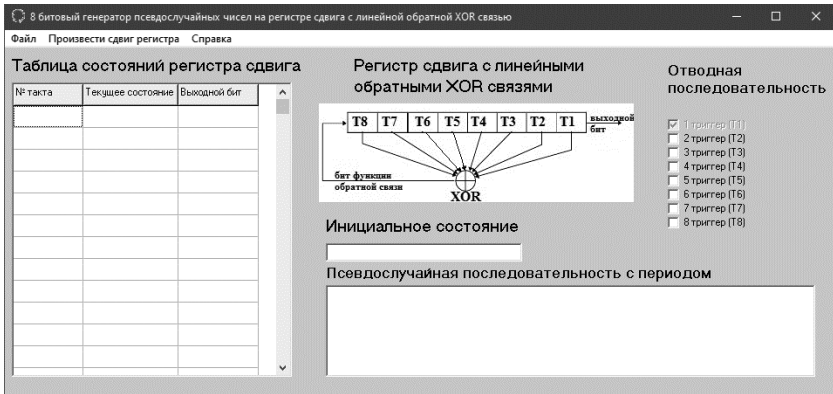 8 битовый генератор псевдослучайных чисел на регистре сдвига с линейной обратной XOR связью
Файл Произвести сдвиг регистра Справка
Таблица состояний регистра сдвига
№ такта Текущее состояние Выходной бит
Регистр сдвига с линейными
обратными XOR связями
T8 T7 T6 T5 T4 T3 T2 T1
выходной
бит
бит функции
обратной связи
XOR
Инициальное состояние
Псевдослучайная последовательность с периодом
Отводная
последовательность
1 триггер (T1)
2 триггер (T2)
3 триггер (T3)
4 триггер (T4)
5 триггер (T5)
6 триггер (T6)
7 триггер (T7)
8 триггер (T8)